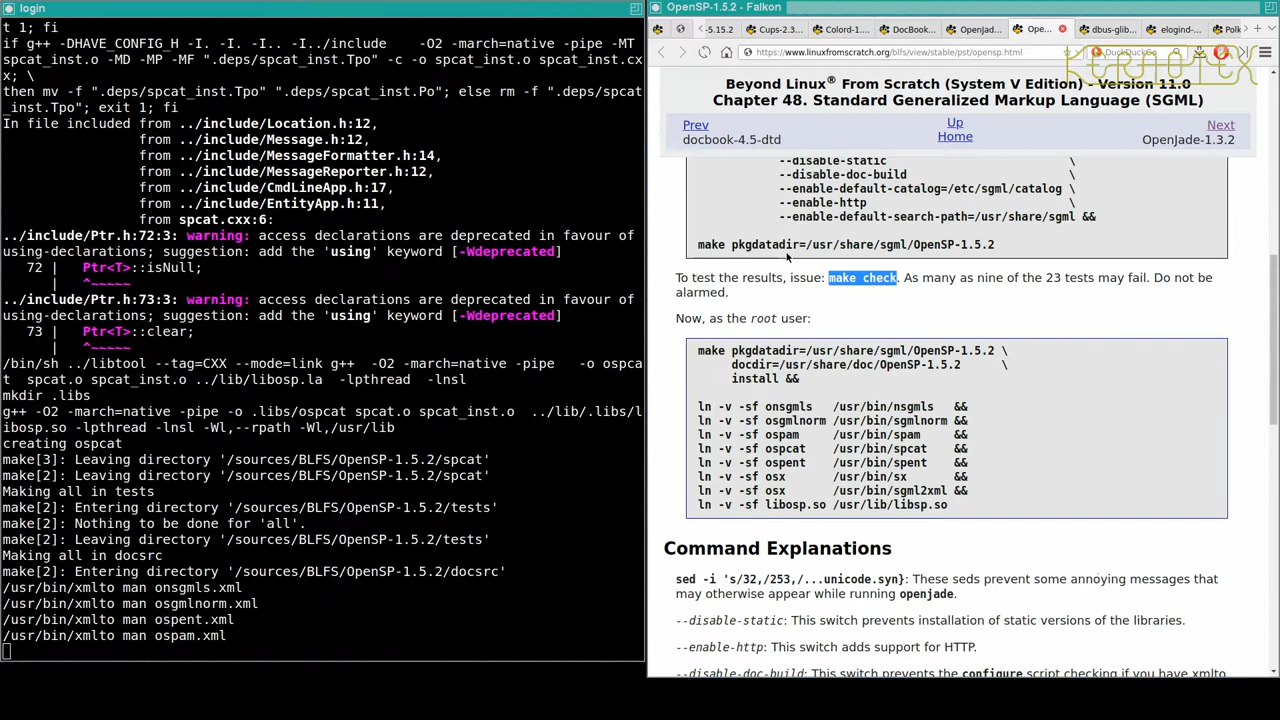 login
t 1; fi
if g++ -DHAVE_CONFIG_H -I. -I. -I.. -I../include    -O2 -march=native -pipe -MT
spcat_inst.o -MD -MP -MF ".deps/spcat_inst.Tpo" -c -o spcat_inst.o spcat_inst.cx
x; \
then mv -f ".deps/spcat_inst.Tpo" ".deps/spcat_inst.Po"; else rm -f ".deps/spcat
_inst.Tpo"; exit 1; fi
In file included from ../include/Location.h:12,
                 from ../include/Message.h:12,
                 from ../include/MessageFormatter.h:14,
                 from ../include/MessageReporter.h:12,
                 from ../include/CmdLineApp.h:17,
                 from ../include/EntityApp.h:11,
                 from spcat.cxx:6:
../include/Ptr.h:72:3: warning: access declarations are deprecated in favour of
using-declarations; suggestion: add the 'using' keyword [-Wdeprecated]
   72 |     Ptr<T>::isNull;
      |     ^~~~~~
../include/Ptr.h:73:3: warning: access declarations are deprecated in favour of
using-declarations; suggestion: add the 'using' keyword [-Wdeprecated]
   73 |     Ptr<T>::clear;
      |     ^~~~~~
/bin/sh ../libtool --tag=CXX --mode=link g++  -O2 -march=native -pipe   -o ospca
t  spcat.o spcat_inst.o ../lib/libosp.la  -lpthread  -lnsl
mkdir .libs
g++ -O2 -march=native -pipe -o .libs/ospcat spcat.o spcat_inst.o  ../lib/.libs/l
ibosp.so -lpthread -lnsl -Wl,--rpath -Wl,/usr/lib
creating ospcat
make[3]: Leaving directory '/sources/BLFS/OpenSP-1.5.2/spcat'
make[2]: Leaving directory '/sources/BLFS/OpenSP-1.5.2/spcat'
Making all in tests
make[2]: Entering directory '/sources/BLFS/OpenSP-1.5.2/tests'
make[2]: Nothing to be done for 'all'.
make[2]: Leaving directory '/sources/BLFS/OpenSP-1.5.2/tests'
Making all in docsrc
make[2]: Entering directory '/sources/BLFS/OpenSP-1.5.2/docsrc'
/usr/bin/xmlto man onsgmls.xml
/usr/bin/xmlto man osgmlnorm.xml
/usr/bin/xmlto man ospent.xml
/usr/bin/xmlto man ospam.xml
OpenSP-1.5.2 - Falkon
-5.15.2 Cups-2.3... Colord-1.... DocBook... OpenJad... Ope... dbus-glib... elogind-... Polk
https://www.linuxfromscratch.org/blfs/view/stable/pst/opensp.html DuckDuckGo
KERNOTEX
Beyond Linux® From Scratch (System V Edition) - Version 11.0
Chapter 48. Standard Generalized Markup Language (SGML)
Prev Up Next
docbook-4.5-dtd Home OpenJade-1.3.2
--disable-static \
--disable-doc-build \
--enable-default-catalog=/etc/sgml/catalog \
--enable-http \
--enable-default-search-path=/usr/share/sgml &&
make pkgdatadir=/usr/share/sgml/OpenSP-1.5.2
To test the results, issue: make check. As many as nine of the 23 tests may fail. Do not be
alarmed.
Now, as the root user:
make pkgdatadir=/usr/share/sgml/OpenSP-1.5.2 \
     docdir=/usr/share/doc/OpenSP-1.5.2      \
     install &&
ln -v -sf onsgmls   /usr/bin/nsgmls   &&
ln -v -sf osgmlnorm /usr/bin/sgmlnorm &&
ln -v -sf ospam     /usr/bin/spam     &&
ln -v -sf ospcat    /usr/bin/spcat    &&
ln -v -sf ospent    /usr/bin/spent    &&
ln -v -sf osx       /usr/bin/sx       &&
ln -v -sf osx       /usr/bin/sgml2xml &&
ln -v -sf libosp.so /usr/lib/libsp.so
Command Explanations
sed -i 's/32,/253,/...unicode.syn}: These seds prevent some annoying messages that
may otherwise appear while running openjade.
--disable-static: This switch prevents installation of static versions of the libraries.
--enable-http: This switch adds support for HTTP.
--disable-doc-build: This switch prevents the configure script checking if you have xmlto